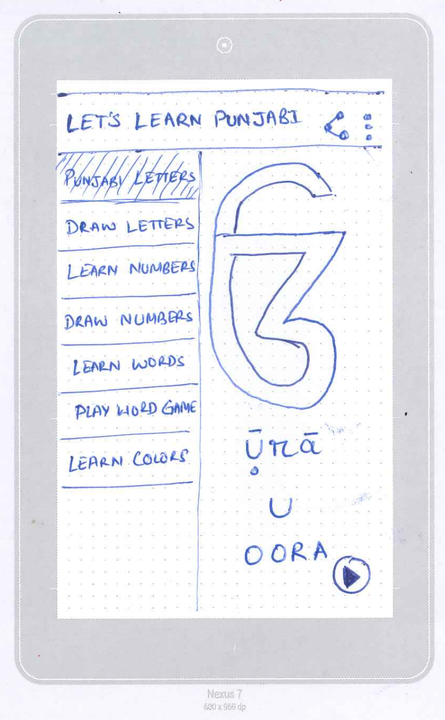 LET'S LEARN PUNJABI
PUNJABI LETTERS
DRAW LETTERS
LEARN NUMBERS
DRAW NUMBERS
LEARN WORDS
PLAY WORD GAME
LEARN COLORS
ੳ
U
OORA
Nexus 7
600 x 966 dp